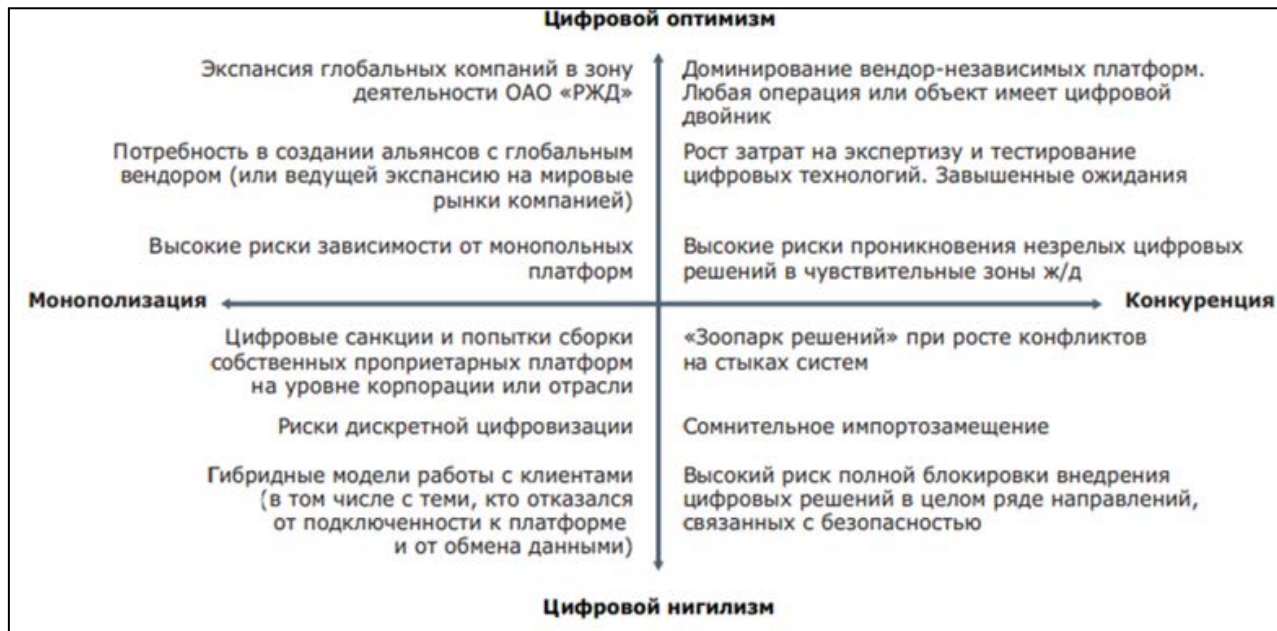 Цифровой оптимизм
Экспансия глобальных компаний в зону
деятельности ОАО «РЖД»
Потребность в создании альянсов с глобальным
вендором (или ведущей экспансию на мировые
рынки компанией)
Высокие риски зависимости от монопольных
платформ
Доминирование вендор-независимых платформ.
Любая операция или объект имеет цифровой
двойник
Рост затрат на экспертизу и тестирование
цифровых технологий. Завышенные ожидания
Высокие риски проникновения незрелых цифровых
решений в чувствительные зоны ж/д
Монополизация
Конкуренция
Цифровые санкции и попытки сборки
собственных проприетарных платформ
на уровне корпорации или отрасли
Риски дискретной цифровизации
Гибридные модели работы с клиентами
(в том числе с теми, кто отказался
от подключенности к платформе
и от обмена данными)
«Зоопарк решений» при росте конфликтов
на стыках систем
Сомнительное импортозамещение
Высокий риск полной блокировки внедрения
цифровых решений в целом ряде направлений,
связанных с безопасностью
Цифровой нигилизм